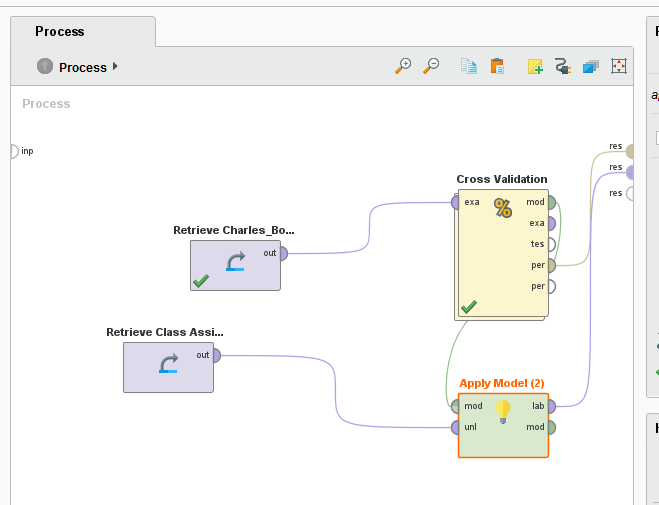 Process
Process
Process
inp
res
res
res
Cross Validation
exa
mod
exa
tes
per
per
Retrieve Charles_Bo...
out
Retrieve Class Assi...
out
Apply Model (2)
mod
lab
unl
mod